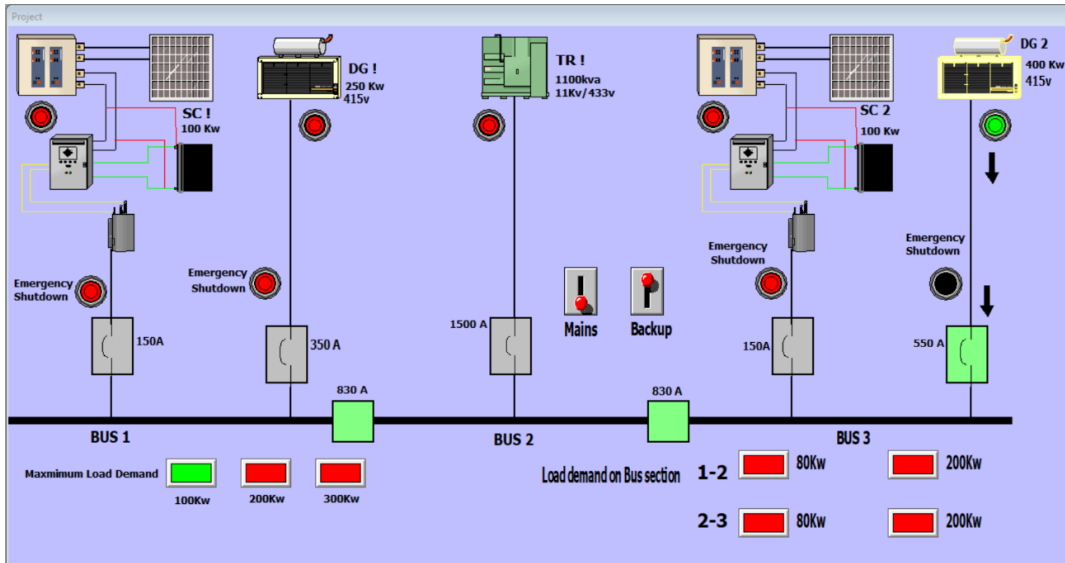 Project
SC !
100 Kw
DG !
250 Kw
415v
TR !
1100kva
11Kv/433v
SC 2
100 Kw
DG 2
400 Kw
415v
Emergency
Shutdown
150A
Emergency
Shutdown
350 A
1500 A
Mains
Backup
Emergency
Shutdown
150A
Emergency
Shutdown
550 A
830 A
830 A
BUS 1
BUS 2
BUS 3
Maxmimum Load Demand
100Kw
200Kw
300Kw
Load demand on Bus section
1-2
80Kw
200Kw
2-3
80Kw
200Kw